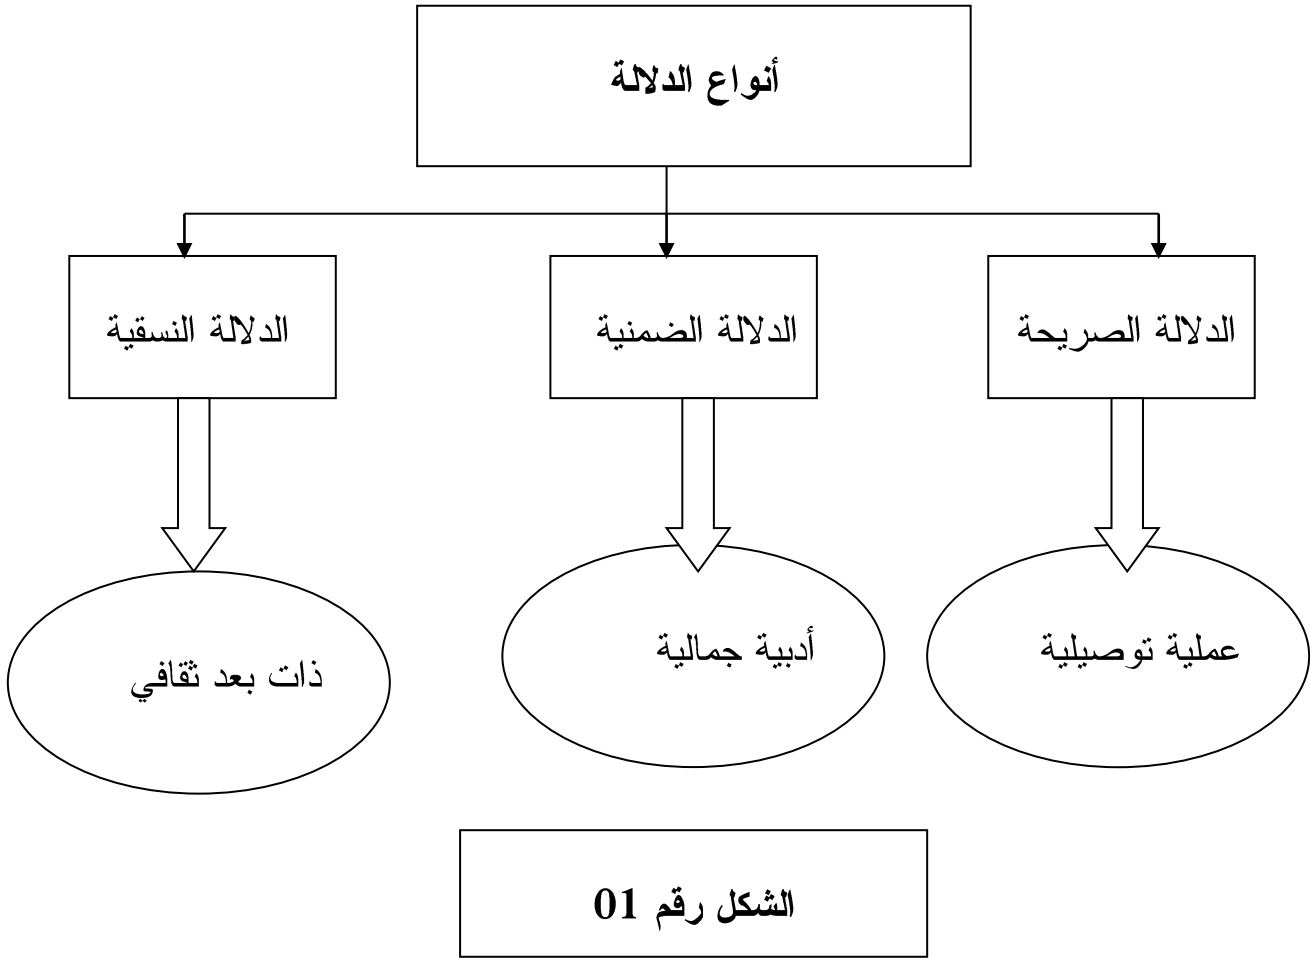 أنواع الدلالة
الدلالة الصريحة
الدلالة الضمنية
الدلالة النسقية
عملية توصيلية
أدبية جمالية
ذات بعد ثقافي
الشكل رقم 01